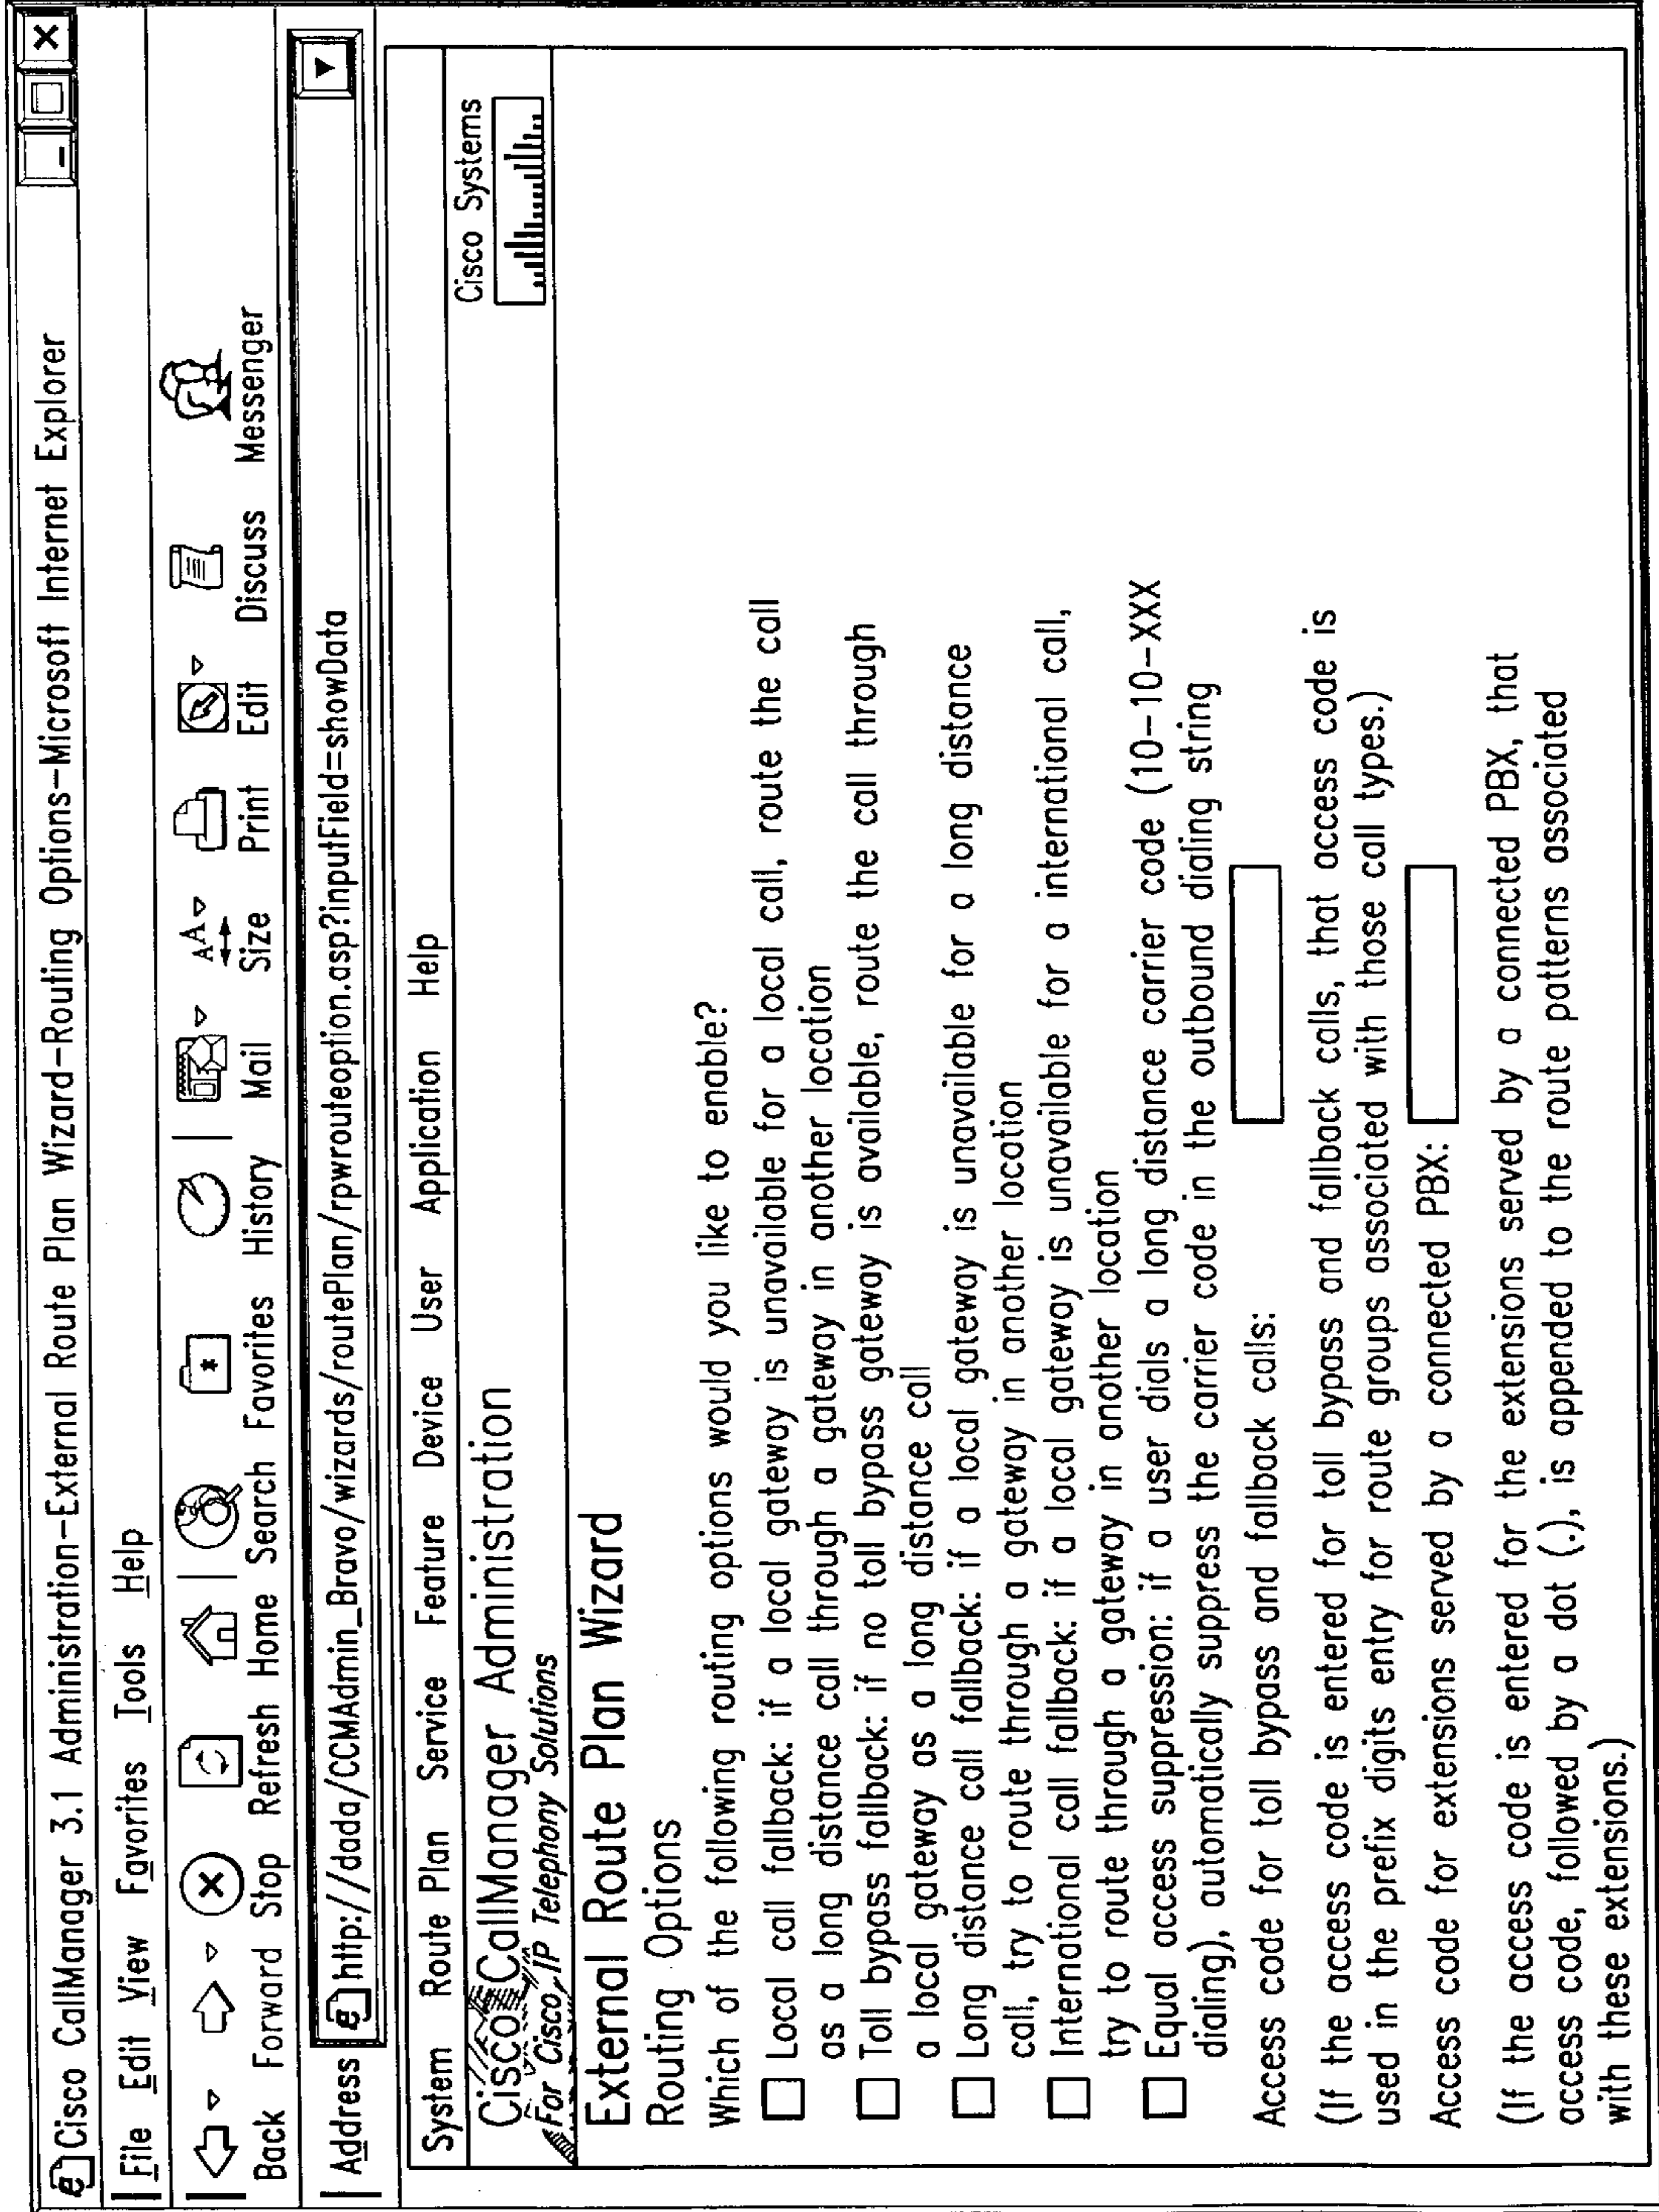 Cisco CallManager 3.1 Administration-External Route Plan Wizard-Routing Options-Microsoft Internet Explorer
File Edit View Favorites Tools Help
Back Forward Stop Refresh Home Search Favorites History Mail Size Print Edit Discuss Messenger
Address http://dada/CCMAdmin_Bravo/wizards/routePlan/rpwrouteoption.asp?inputField=showData
System Route Plan Service Feature Device User Application Help
Cisco CallManager Administration
For Cisco IP Telephony Solutions
Cisco Systems
External Route Plan Wizard
Routing Options
Which of the following routing options would you like to enable?
Local call fallback: if a local gateway is unavailable for a local call, route the call
as a long distance call through a gateway in another location
Toll bypass fallback: if no toll bypass gateway is available, route the call through
a local gateway as a long distance call
Long distance call fallback: if a local gateway is unavailable for a long distance
call, try to route through a gateway in another location
International call fallback: if a local gateway is unavailable for a international call,
try to route through a gateway in another location
Equal access suppression: if a user dials a long distance carrier code (10-10-XXX
dialing), automatically suppress the carrier code in the outbound dialing string
Access code for toll bypass and fallback calls:
(If the access code is entered for toll bypass and fallback calls, that access code is
used in the prefix digits entry for route groups associated with those call types.)
Access code for extensions served by a connected PBX:
(If the access code is entered for the extensions served by a connected PBX, that
access code, followed by a dot (.), is appended to the route patterns associated
with these extensions.)